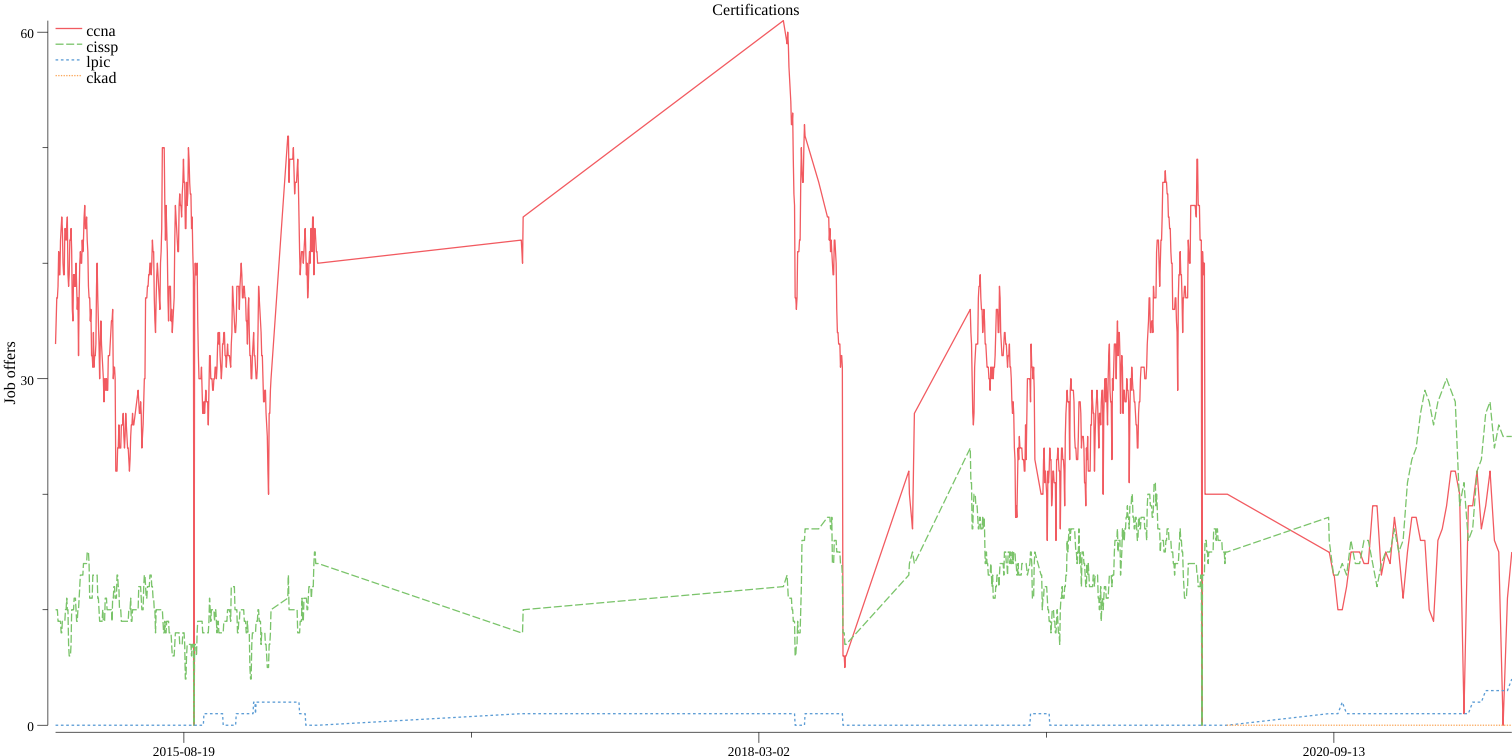 Certifications
ccna
cissp
lpic
ckad
Job offers
60
30
0
2015-08-19
2018-03-02
2020-09-13